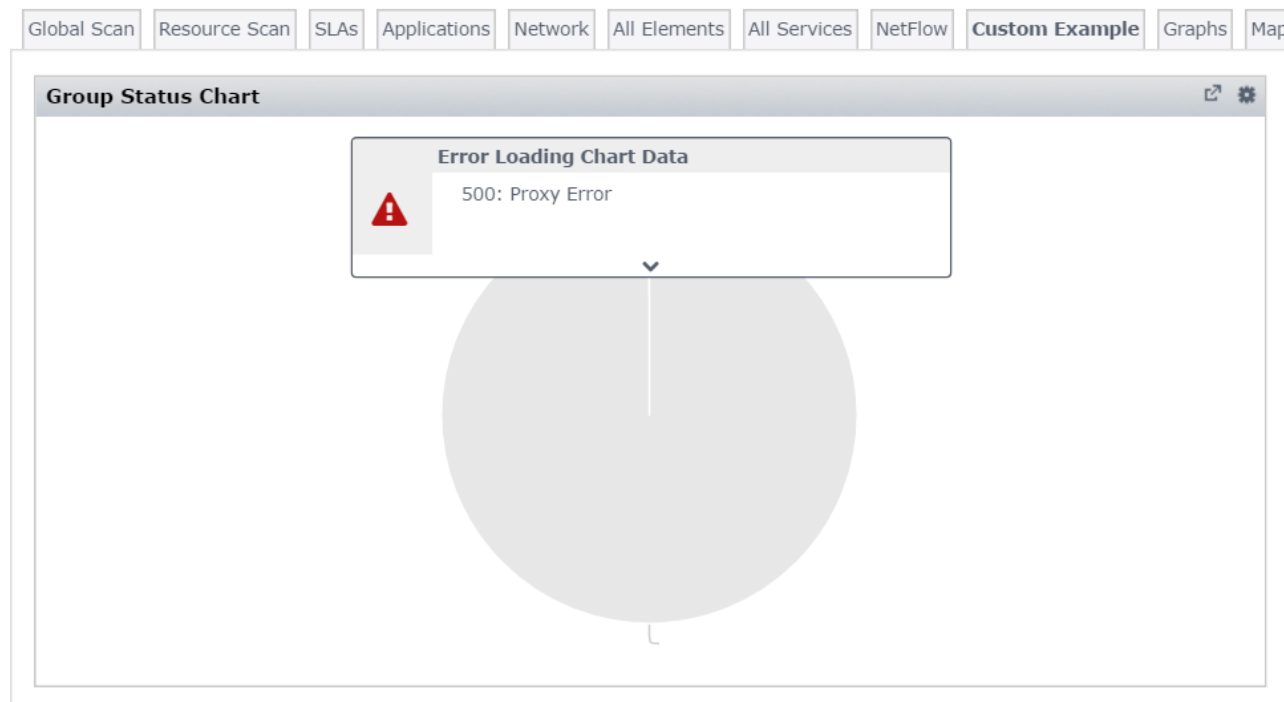 Global Scan Resource Scan SLAs Applications Network All Elements All Services NetFlow Custom Example Graphs Map
Group Status Chart
Error Loading Chart Data
500: Proxy Error